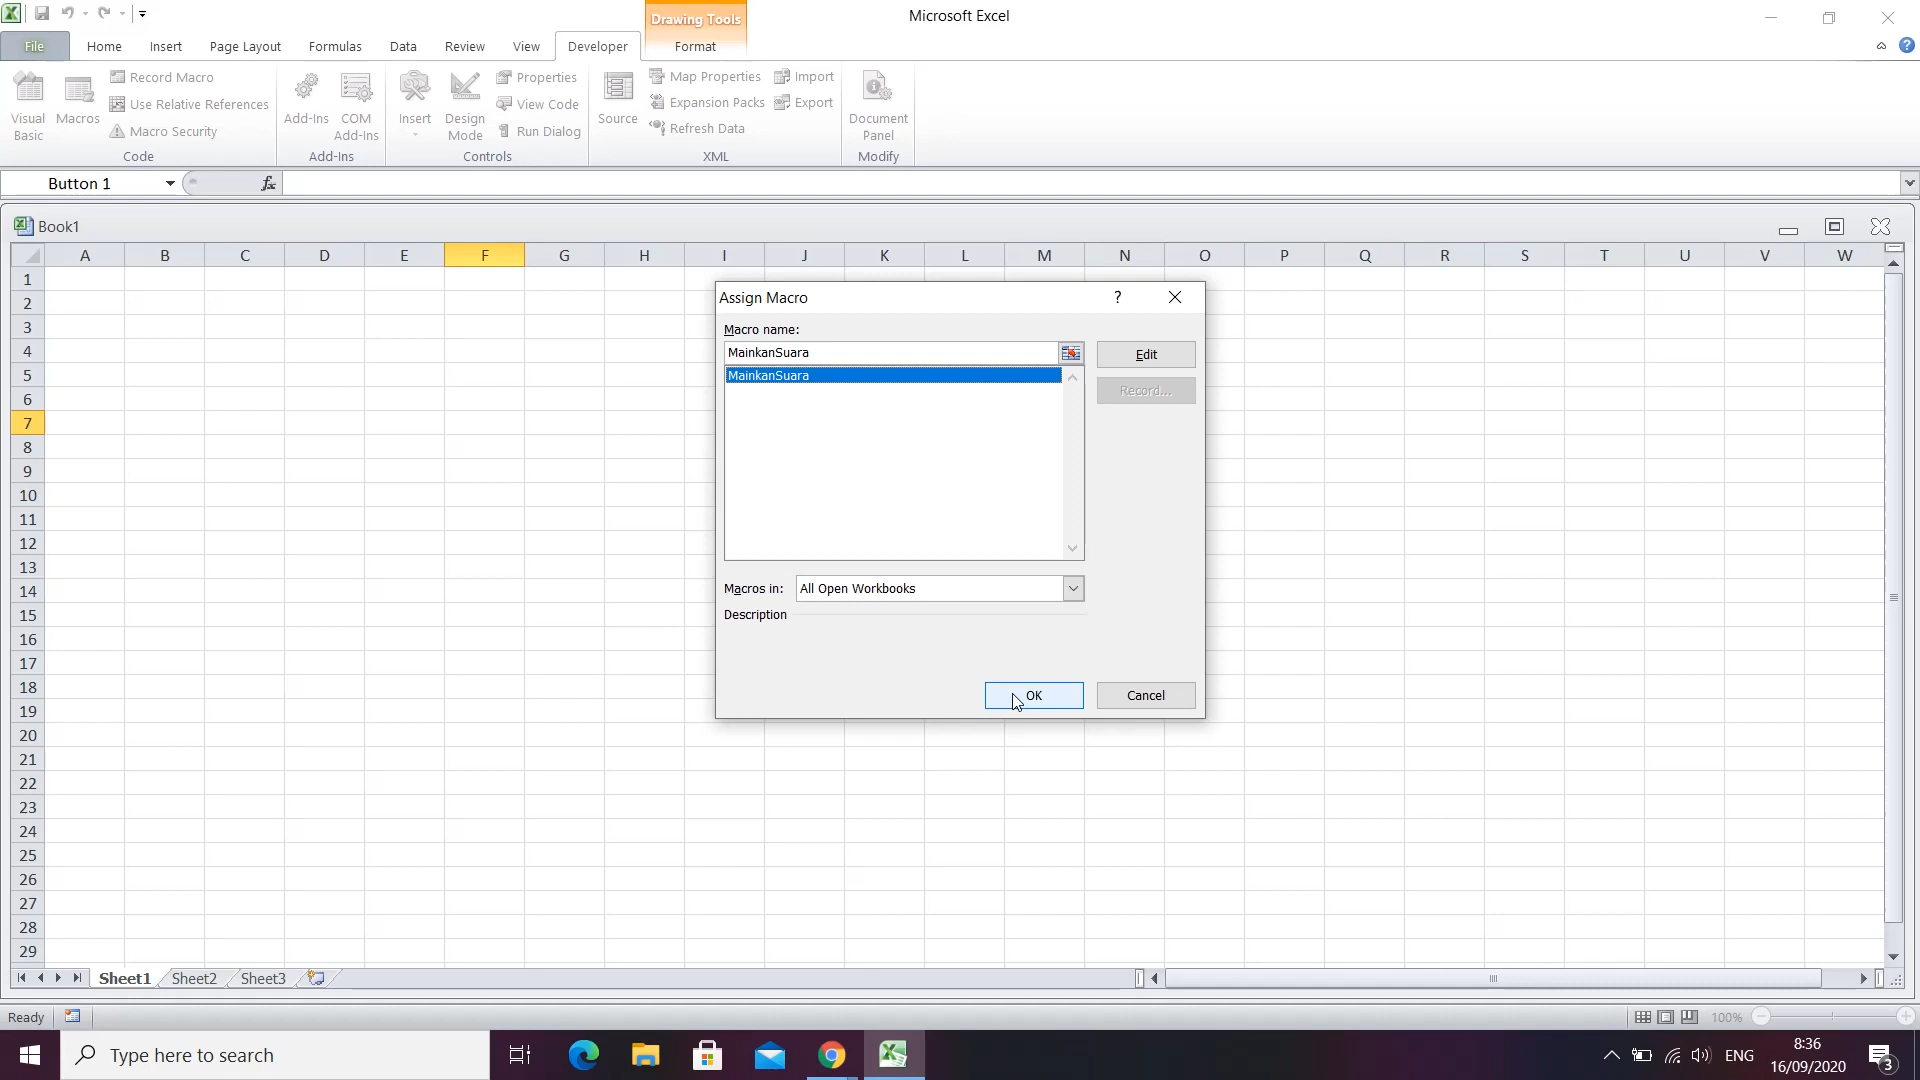 Drawing Tools
Microsoft Excel
File
Home
Insert
Page Layout
Formulas
Data
Review
View
Developer
Format
Visual
Basic
Macros
Record Macro
Use Relative References
Macro Security
Code
Add-Ins
COM
Add-Ins
Add-Ins
Insert
Design
Mode
Properties
View Code
Run Dialog
Controls
Source
Map Properties
Expansion Packs
Refresh Data
Import
Export
XML
Document
Panel
Modify
Button 1
fx
Book1
A B C D E F G H I J K L M N O P Q R S T U V W
1
2
3
4
5
6
7
8
9
10
11
12
13
14
15
16
17
18
19
20
21
22
23
24
25
26
27
28
29
Assign Macro
?
Macro name:
MainkanSuara
MainkanSuara
Edit
Record...
Macros in:
All Open Workbooks
Description
OK
Cancel
Sheet1
Sheet2
Sheet3
Ready
100%
Type here to search
ENG
8:36
16/09/2020
3